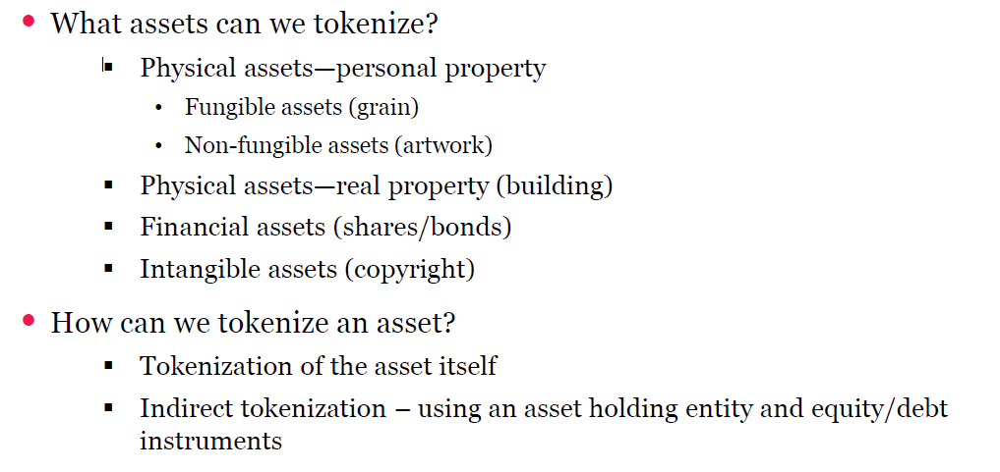 What assets can we tokenize?
Physical assets—personal property
Fungible assets (grain)
Non-fungible assets (artwork)
Physical assets—real property (building)
Financial assets (shares/bonds)
Intangible assets (copyright)
How can we tokenize an asset?
Tokenization of the asset itself
Indirect tokenization – using an asset holding entity and equity/debt
instruments